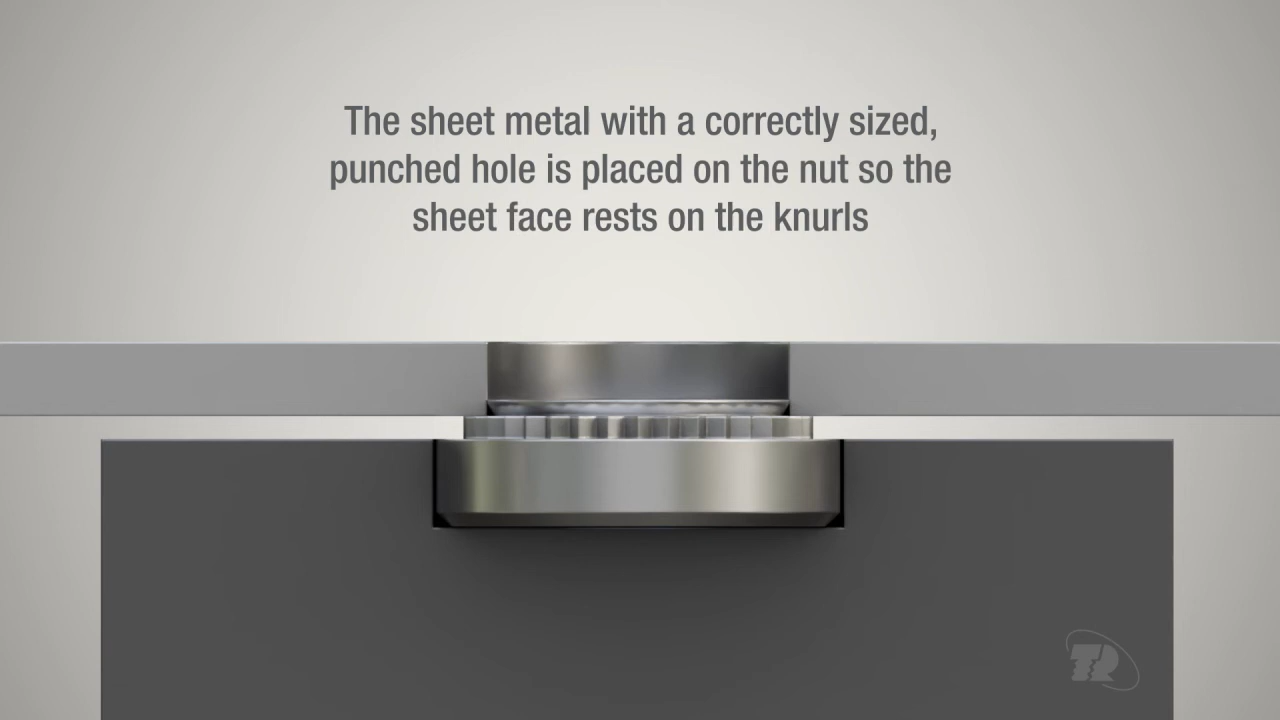 The sheet metal with a correctly sized,
punched hole is placed on the nut so the
sheet face rests on the knurls
TR